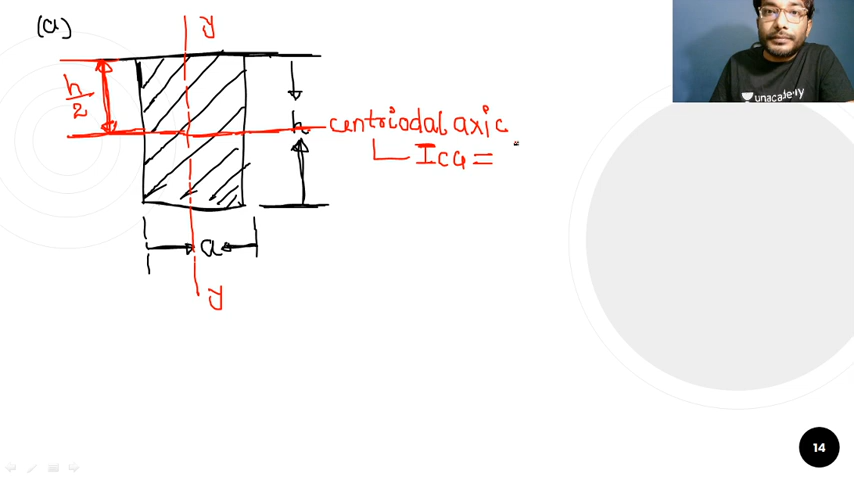 (a)
y
h/2
h
centriodal axic
ICG =
a
y
unacademy
14